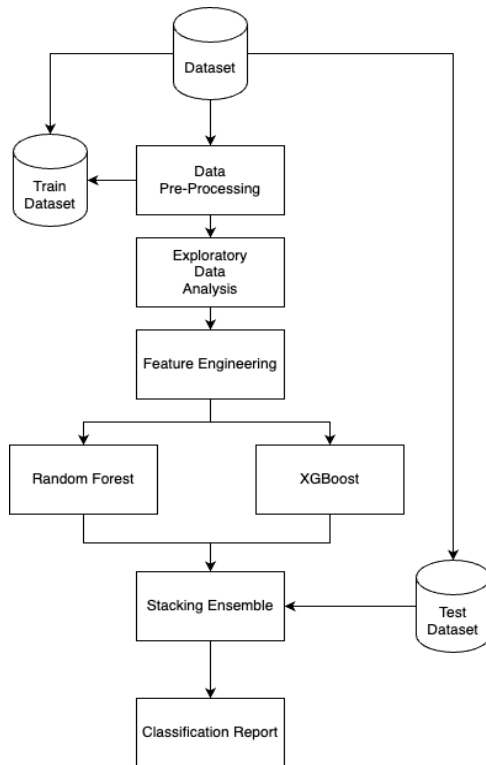 Dataset
Train
Dataset
Data
Pre-Processing
Exploratory
Data
Analysis
Feature Engineering
Random Forest
XGBoost
Stacking Ensemble
Test
Dataset
Classification Report